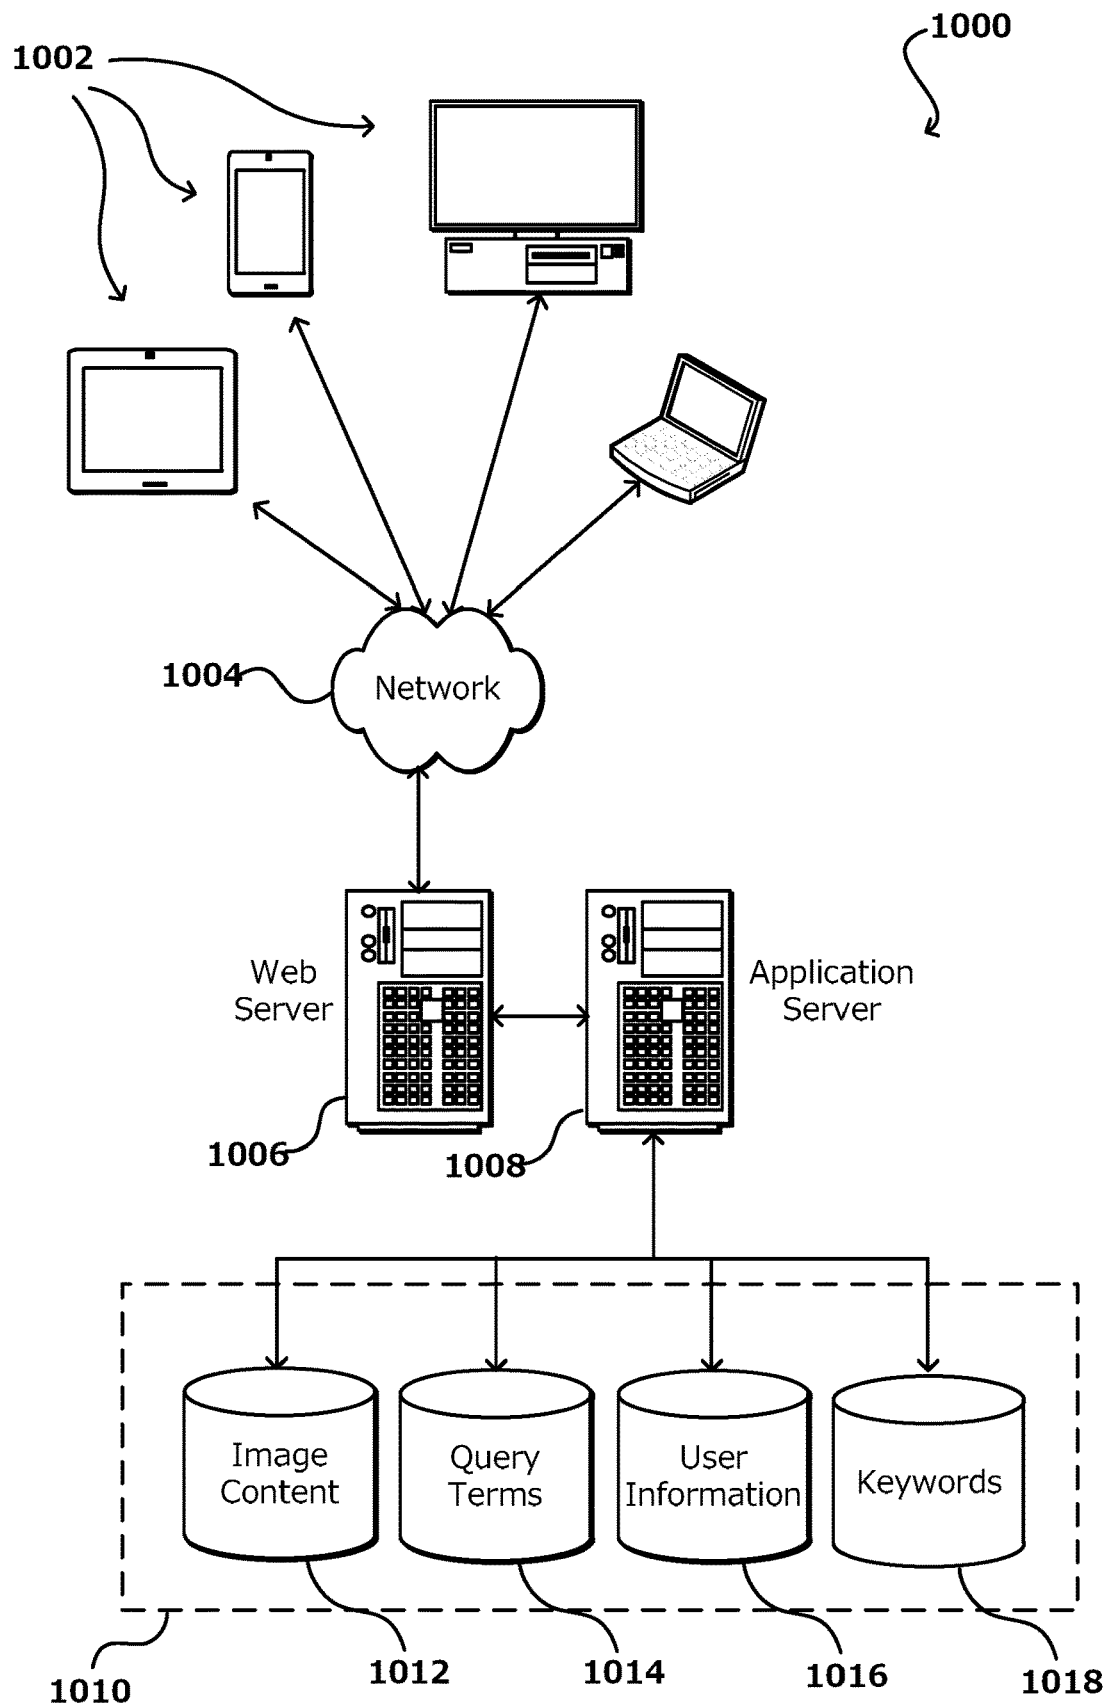 1000
1002
1004
Network
Web
Server
Application
Server
1006
1008
Image
Content
Query
Terms
User
Information
Keywords
1010
1012
1014
1016
1018